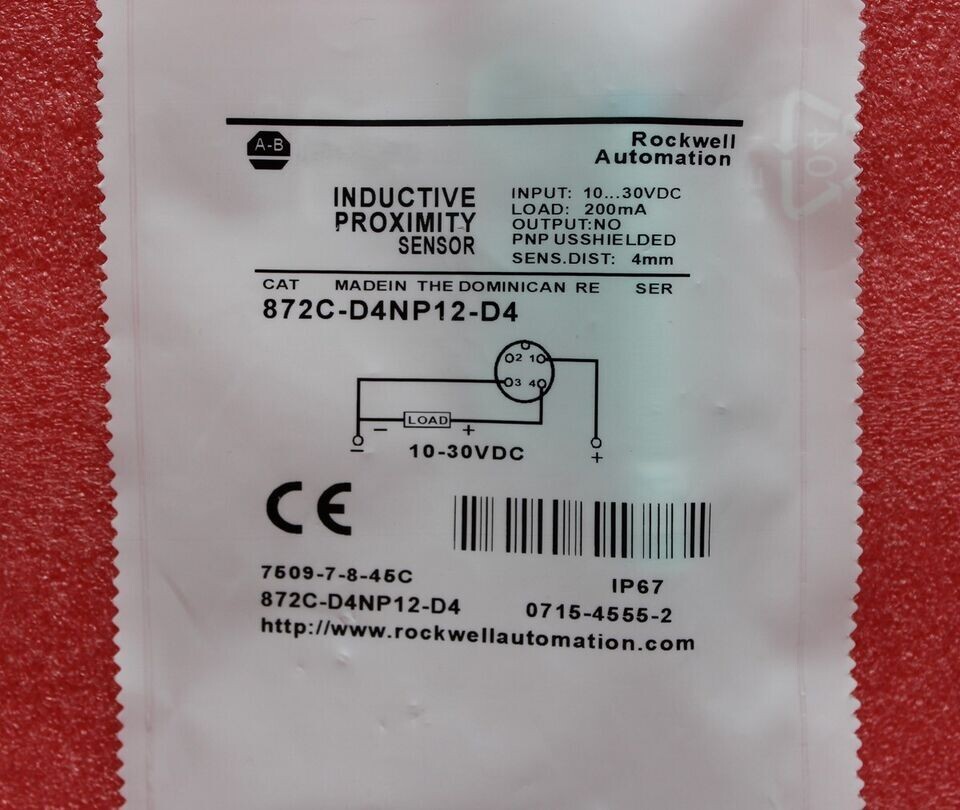 A-B
Rockwell
Automation
INDUCTIVE
PROXIMITY
SENSOR
INPUT: 10...30VDC
LOAD: 200mA
OUTPUT:NO
PNP USSHIELDED
SENS.DIST: 4mm
CAT MADEIN THE DOMINICAN RE SER
872C-D4NP12-D4
2 1
3 4
LOAD
− +
10-30VDC
− +
CE
7509-7-8-45C
IP67
872C-D4NP12-D4
0715-4555-2
http://www.rockwellautomation.com
04